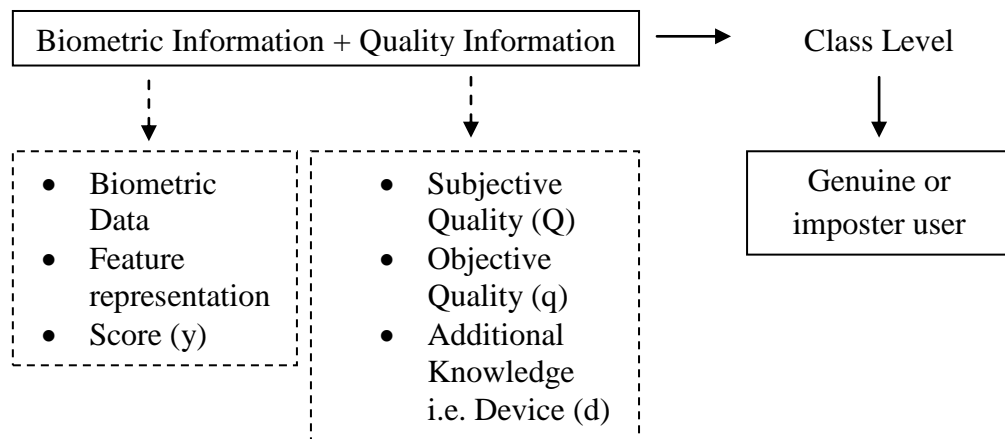 Biometric Information + Quality Information
Class Level
• Biometric
Data
• Feature
representation
• Score (y)
• Subjective
Quality (Q)
• Objective
Quality (q)
• Additional
Knowledge
i.e. Device (d)
Genuine or
imposter user